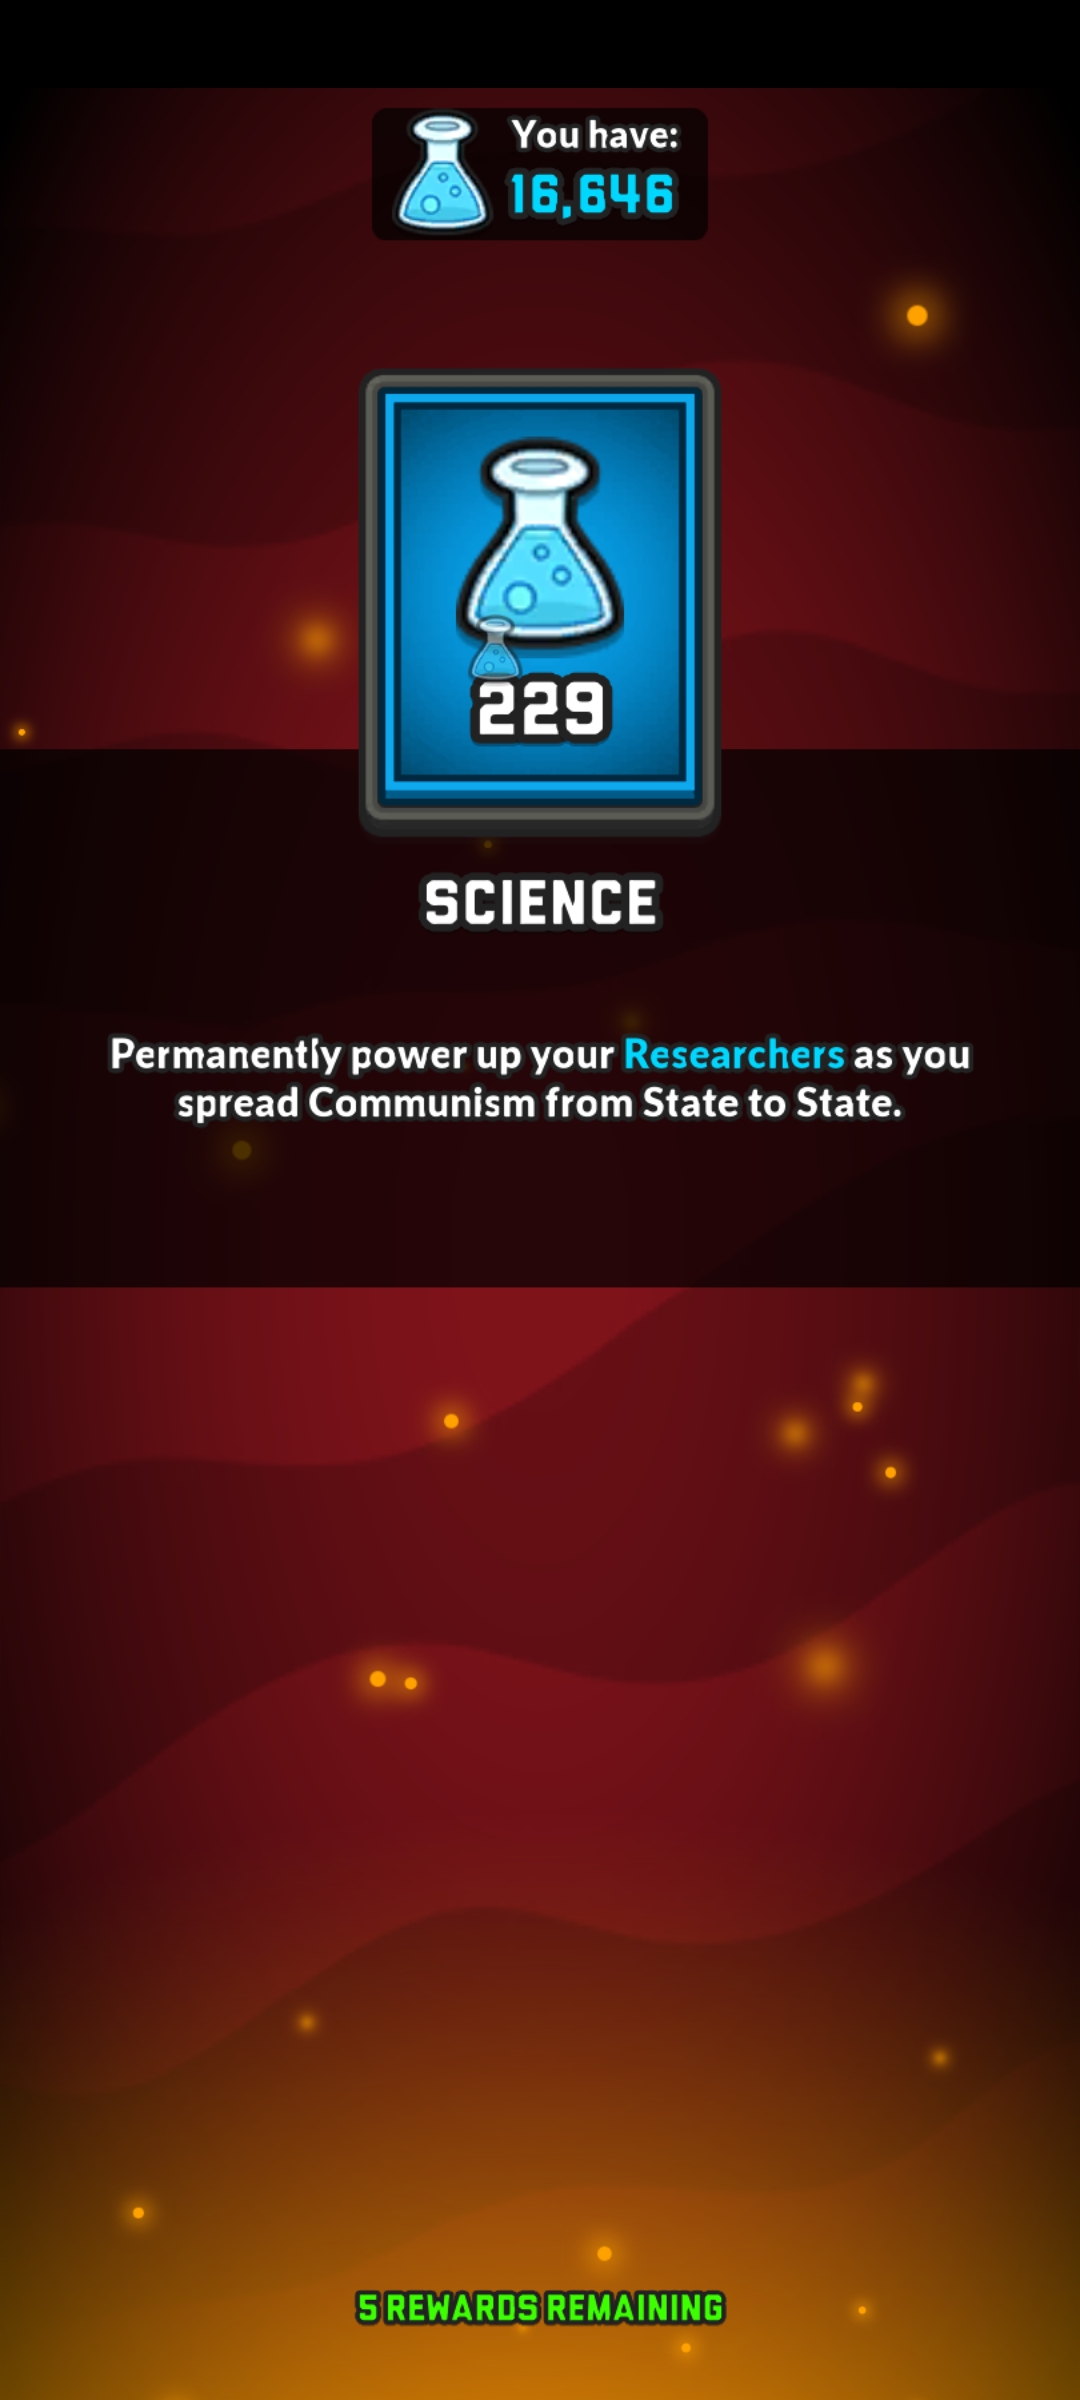 You have:
16,646
229
SCIENCE
Permanently power up your Researchers as you
spread Communism from State to State.
5 REWARDS REMAINING